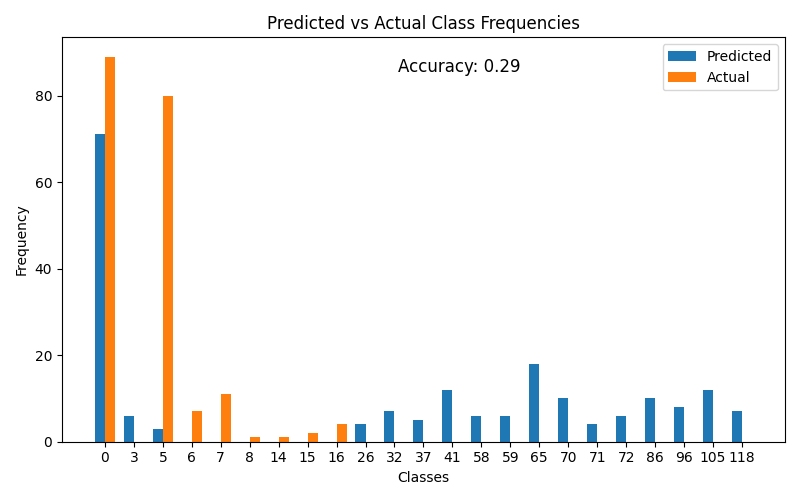 Predicted vs Actual Class Frequencies
Accuracy: 0.29
Predicted
Actual
Frequency
80
60
40
20
0
0 3 5 6 7 8 14 15 16 26 32 37 41 58 59 65 70 71 72 86 96 105 118
Classes